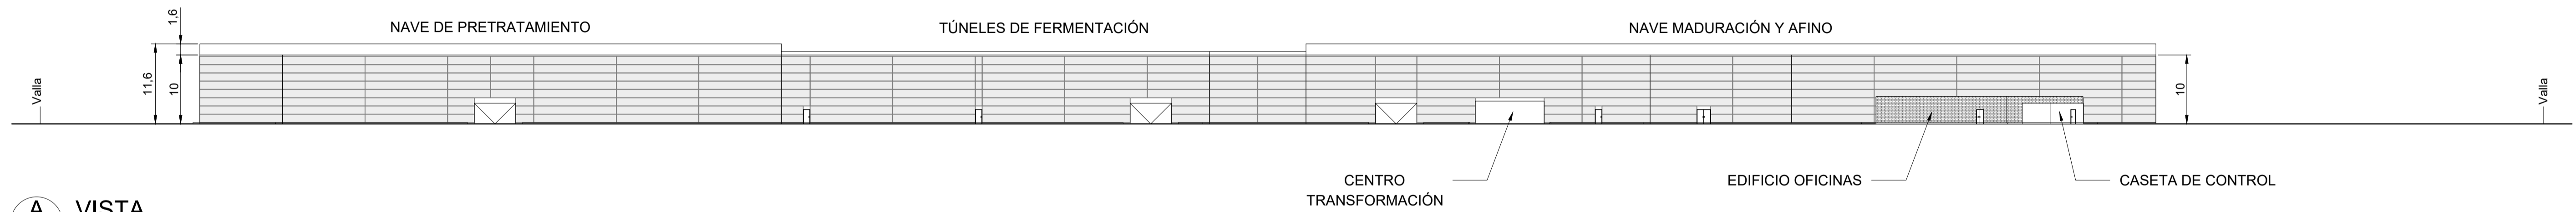 1,6
NAVE DE PRETRATAMIENTO
TÚNELES DE FERMENTACIÓN
NAVE MADURACIÓN Y AFINO
Valla
11,6
10
10
Valla
CENTRO
TRANSFORMACIÓN
EDIFICIO OFICINAS
CASETA DE CONTROL
A
VISTA